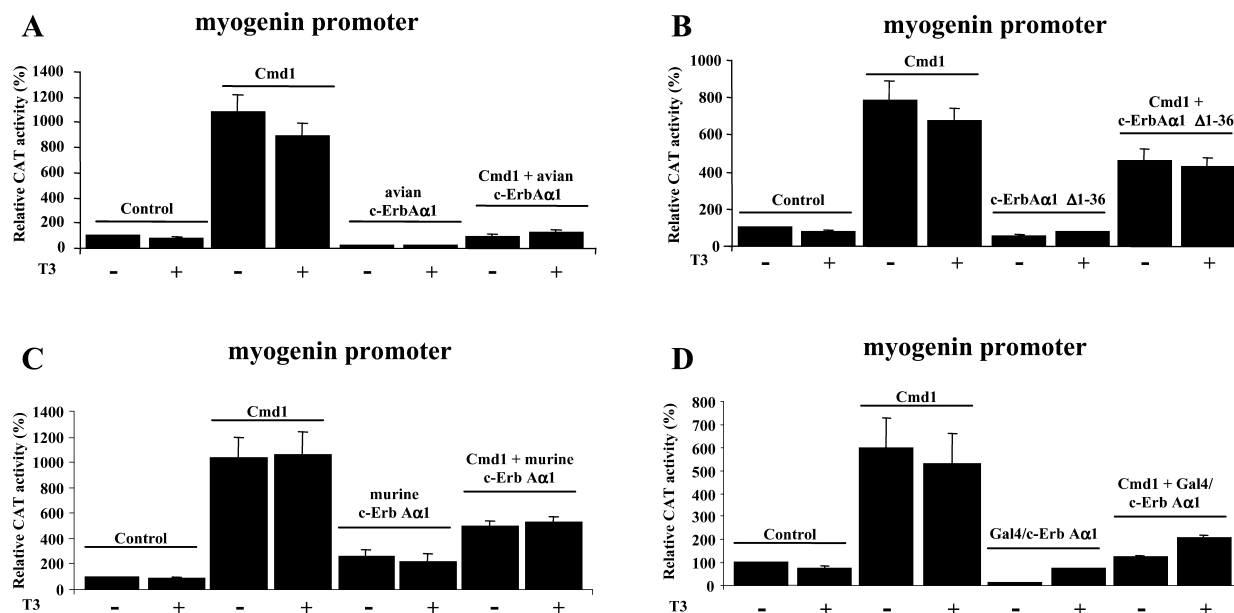 A
myogenin promoter
Relative CAT activity (%)
1400
1200
1000
800
600
400
200
0
Control
Cmd1
avian
c-ErbAα1
Cmd1 + avian
c-ErbAα1
T3 - + - + - + - +
B
myogenin promoter
Relative CAT activity (%)
1000
800
600
400
200
0
Control
Cmd1
c-ErbAα1 Δ1-36
Cmd1 +
c-ErbAα1 Δ1-36
T3 - + - + - + - +
C
myogenin promoter
Relative CAT activity (%)
1400
1200
1000
800
600
400
200
0
Control
Cmd1
murine
c-Erb Aα1
Cmd1 + murine
c-Erb Aα1
T3 - + - + - + - +
D
myogenin promoter
Relative CAT activity (%)
800
700
600
500
400
300
200
100
0
Control
Cmd1
Gal4/c-Erb Aα1
Cmd1 + Gal4/
c-Erb Aα1
T3 - + - + - + - +